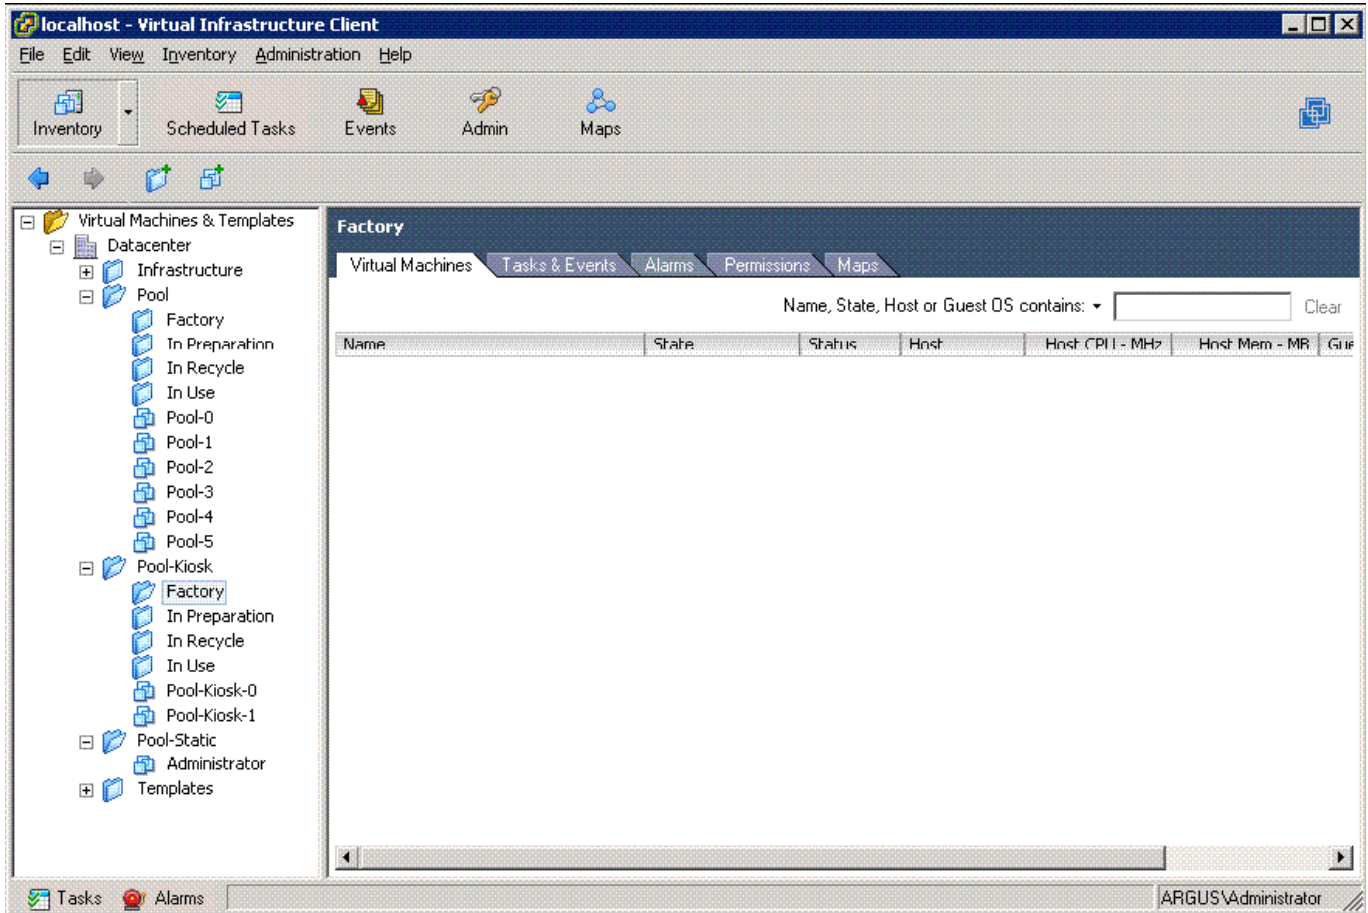 localhost - Virtual Infrastructure Client
File Edit View Inventory Administration Help
Inventory Scheduled Tasks Events Admin Maps
Virtual Machines & Templates
Datacenter
Infrastructure
Pool
Factory
In Preparation
In Recycle
In Use
Pool-0
Pool-1
Pool-2
Pool-3
Pool-4
Pool-5
Pool-Kiosk
Factory
In Preparation
In Recycle
In Use
Pool-Kiosk-0
Pool-Kiosk-1
Pool-Static
Administrator
Templates
Factory
Virtual Machines Tasks & Events Alarms Permissions Maps
Name, State, Host or Guest OS contains: Clear
Name State Status Host Host CPU - MHz Host Mem - MB Gue
Tasks Alarms ARGUS\Administrator